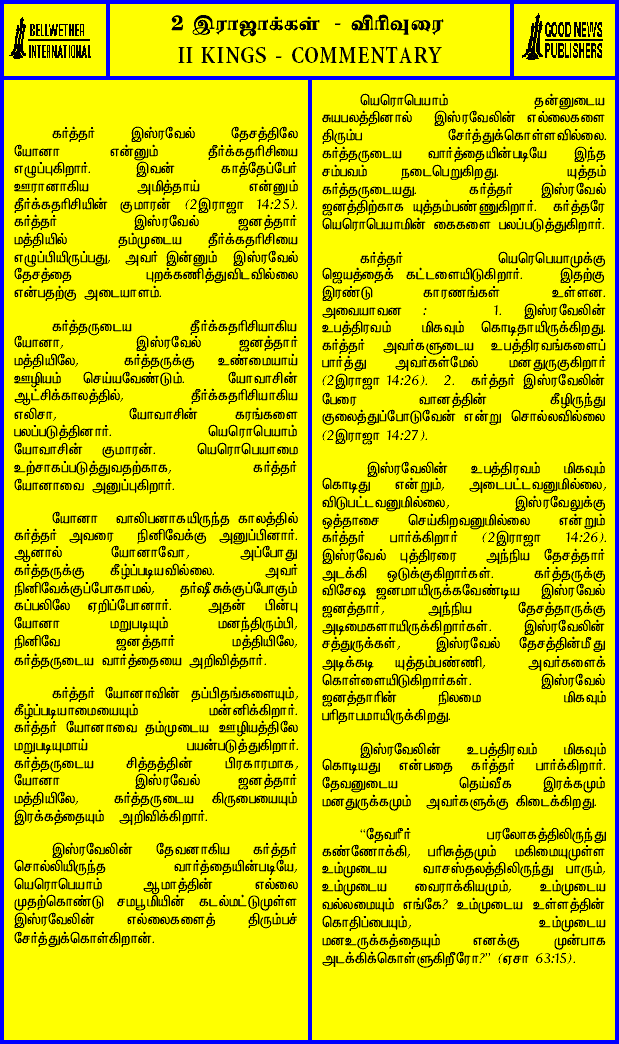 BELLWETHER
INTERNATIONAL
2 இராஜாக்கள் - விரிவுரை
II KINGS - COMMENTARY
GOOD NEWS
PUBLISHERS
கர்த்தர் இஸ்ரவேல் தேசத்திலே
யோனா என்னும் தீர்க்கதரிசியை
எழுப்புகிறார். இவன் காத்தேப்பேர்
ஊரானாகிய அமித்தாய் என்னும்
தீர்க்கதரிசியின் குமாரன் (2இராஜா 14:25).
கர்த்தர் இஸ்ரவேல் ஜனத்தார்
மத்தியில் தம்முடைய தீர்க்கதரிசியை
எழுப்பியிருப்பது, அவர் இன்னும் இஸ்ரவேல்
தேசத்தை புறக்கணித்துவிடவில்லை
என்பதற்கு அடையாளம்.
கர்த்தருடைய தீர்க்கதரிசியாகிய
யோனா, இஸ்ரவேல் ஜனத்தார்
மத்தியிலே, கர்த்தருக்கு உண்மையாய்
ஊழியம் செய்யவேண்டும். யோவாசின்
ஆட்சிக்காலத்தில், தீர்க்கதரிசியாகிய
எலிசா, யோவாசின் கரங்களை
பலப்படுத்தினார். யெரொபெயாம்
யோவாசின் குமாரன். யெரொபெயாமை
உற்சாகப்படுத்துவதற்காக, கர்த்தர்
யோனாவை அனுப்புகிறார்.
யோனா வாலிபனாகயிருந்த காலத்தில்
கர்த்தர் அவரை நினிவேக்கு அனுப்பினார்.
ஆனால் யோனாவோ, அப்போது
கர்த்தருக்கு கீழ்ப்படியவில்லை. அவர்
நினிவேக்குப்போகாமல், தர்ஷீசுக்குப்போகும்
கப்பலிலே ஏறிப்போனார். அதன் பின்பு
யோனா மறுபடியும் மனந்திரும்பி,
நினிவே ஜனத்தார் மத்தியிலே,
கர்த்தருடைய வார்த்தையை அறிவித்தார்.
கர்த்தர் யோனாவின் தப்பிதங்களையும்,
கீழ்ப்படியாமையையும் மன்னிக்கிறார்.
கர்த்தர் யோனாவை தம்முடைய ஊழியத்திலே
மறுபடியுமாய் பயன்படுத்துகிறார்.
கர்த்தருடைய சித்தத்தின் பிரகாரமாக,
யோனா இஸ்ரவேல் ஜனத்தார்
மத்தியிலே, கர்த்தருடைய கிருபையையும்
இரக்கத்தையும் அறிவிக்கிறார்.
இஸ்ரவேலின் தேவனாகிய கர்த்தர்
சொல்லியிருந்த வார்த்தையின்படியே,
யெரொபெயாம் ஆமாத்தின் எல்லை
முதற்கொண்டு சமபூமியின் கடல்மட்டுமுள்ள
இஸ்ரவேலின் எல்லைகளைத் திரும்பச்
சேர்த்துக்கொள்கிறான்.
யெரொபெயாம் தன்னுடைய
சுயபலத்தினால் இஸ்ரவேலின் எல்லைகளை
திரும்ப சேர்த்துக்கொள்ளவில்லை.
கர்த்தருடைய வார்த்தையின்படியே இந்த
சம்பவம் நடைபெறுகிறது. யுத்தம்
கர்த்தருடையது. கர்த்தர் இஸ்ரவேல்
ஜனத்திற்காக யுத்தம்பண்ணுகிறார். கர்த்தரே
யெரொபெயாமின் கைகளை பலப்படுத்துகிறார்.
கர்த்தர் யெரெபெயாமுக்கு
ஜெயத்தைக் கட்டளையிடுகிறார். இதற்கு
இரண்டு காரணங்கள் உள்ளன.
அவையாவன : 1. இஸ்ரவேலின்
உபத்திரவம் மிகவும் கொடிதாயிருக்கிறது.
கர்த்தர் அவர்களுடைய உபத்திரவங்களைப்
பார்த்து அவர்கள்மேல் மனதுருகுகிறார்
(2இராஜா 14:26). 2. கர்த்தர் இஸ்ரவேலின்
பேரை வானத்தின் கீழிருந்து
குலைத்துப்போடுவேன் என்று சொல்லவில்லை
(2இராஜா 14:27).
இஸ்ரவேலின் உபத்திரவம் மிகவும்
கொடிது என்றும், அடைபட்டவனுமில்லை,
விடுபட்டவனுமில்லை, இஸ்ரவேலுக்கு
ஒத்தாசை செய்கிறவனுமில்லை என்றும்
கர்த்தர் பார்க்கிறார் (2இராஜா 14:26).
இஸ்ரவேல் புத்திரரை அந்நிய தேசத்தார்
அடக்கி ஒடுக்குகிறார்கள். கர்த்தருக்கு
விசேஷ ஜனமாயிருக்கவேண்டிய இஸ்ரவேல்
ஜனத்தார், அந்நிய தேசத்தாருக்கு
அடிமைகளாயிருக்கிறார்கள். இஸ்ரவேலின்
சத்துருக்கள், இஸ்ரவேல் தேசத்தின்மீது
அடிக்கடி யுத்தம்பண்ணி, அவர்களைக்
கொள்ளையிடுகிறார்கள். இஸ்ரவேல்
ஜனத்தாரின் நிலமை மிகவும்
பரிதாபமாயிருக்கிறது.
இஸ்ரவேலின் உபத்திரவம் மிகவும்
கொடியது என்பதை கர்த்தர் பார்க்கிறார்.
தேவனுடைய தெய்வீக இரக்கமும்
மனதுருக்கமும் அவர்களுக்கு கிடைக்கிறது.
“தேவரீர் பரலோகத்திலிருந்து
கண்ணோக்கி, பரிசுத்தமும் மகிமையுமுள்ள
உம்முடைய வாசஸ்தலத்திலிருந்து பாரும்,
உம்முடைய வைராக்கியமும், உம்முடைய
வல்லமையும் எங்கே? உம்முடைய உள்ளத்தின்
கொதிப்பையும், உம்முடைய
மனஉருக்கத்தையும் எனக்கு முன்பாக
அடக்கிக்கொள்ளுகிறீரோ?” (ஏசா 63:15).